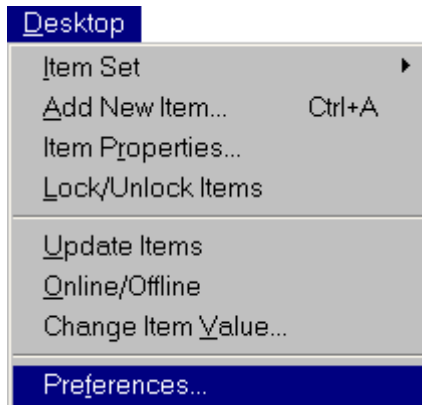 Desktop
Item Set
Add New Item... Ctrl+A
Item Properties...
Lock/Unlock Items
Update Items
Online/Offline
Change Item Value...
Preferences...